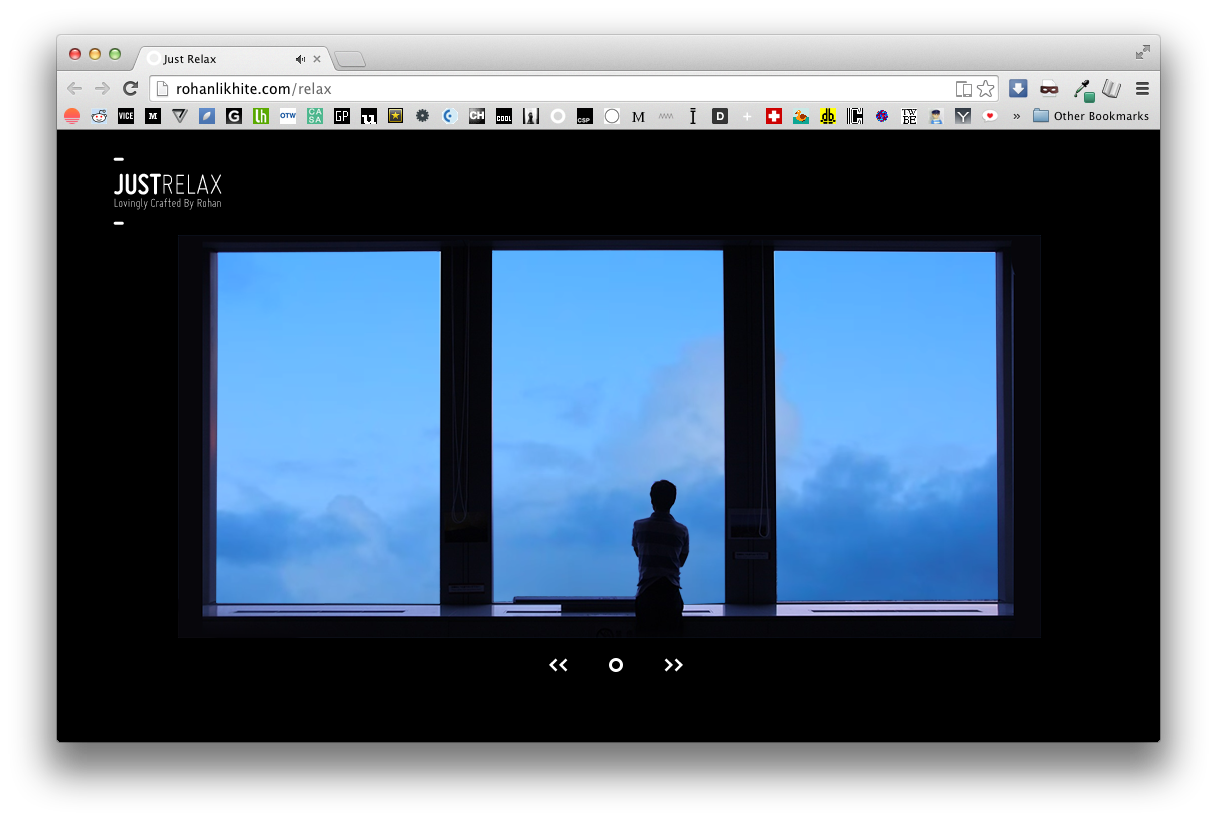 Just Relax
rohanlikhite.com/relax
VICE M G lh OTW CA SA GP CH COOL CSP M D db Y » Other Bookmarks
JUSTRELAX
Lovingly Crafted By Rohan